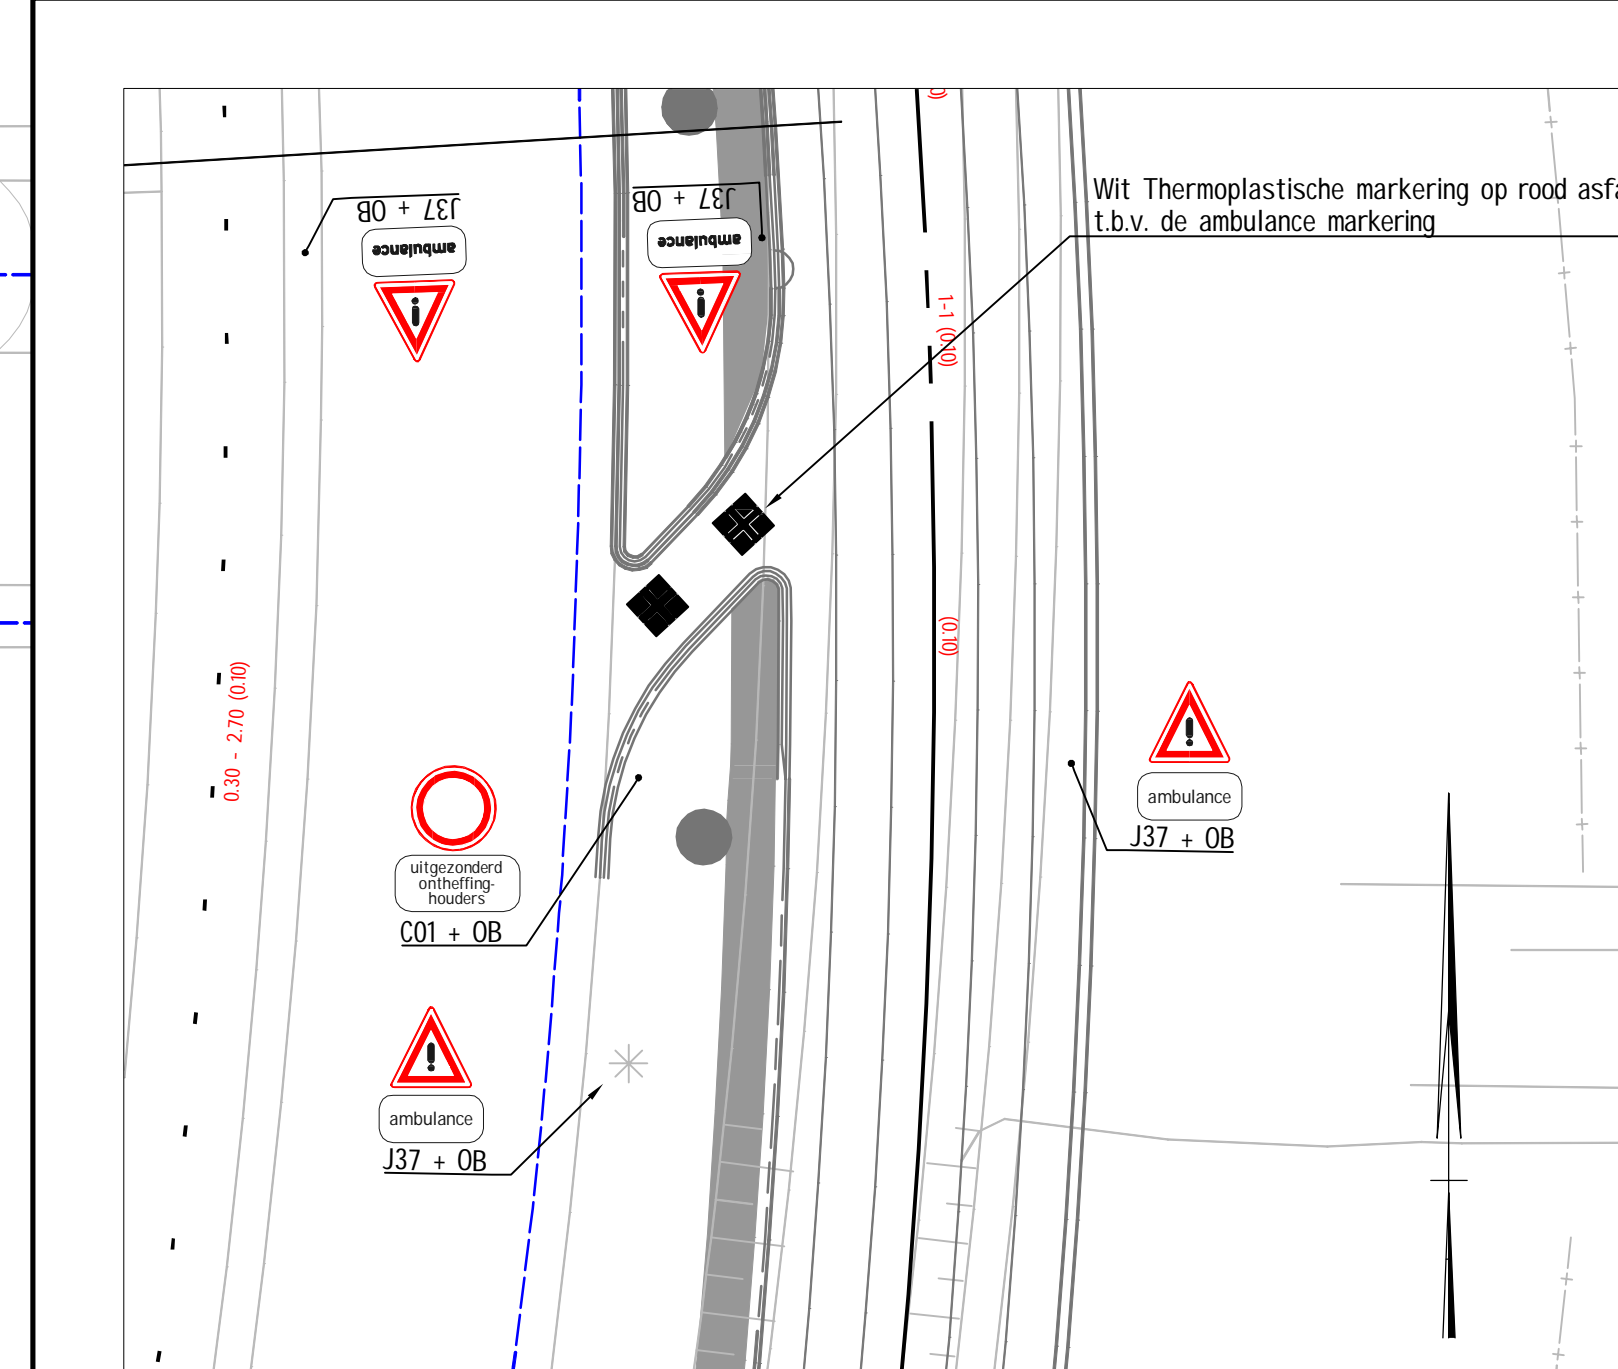 Wit Thermoplastische markering op rood
t.b.v. de ambulance markering
J37 + OB
ambulance
J37 + OB
ambulance
1-1 (0.10)
(0.10)
0.30 - 2.70 (0.10)
uitgezonderd
ontheffing-
houders
C01 + OB
ambulance
J37 + OB
ambulance
J37 + OB